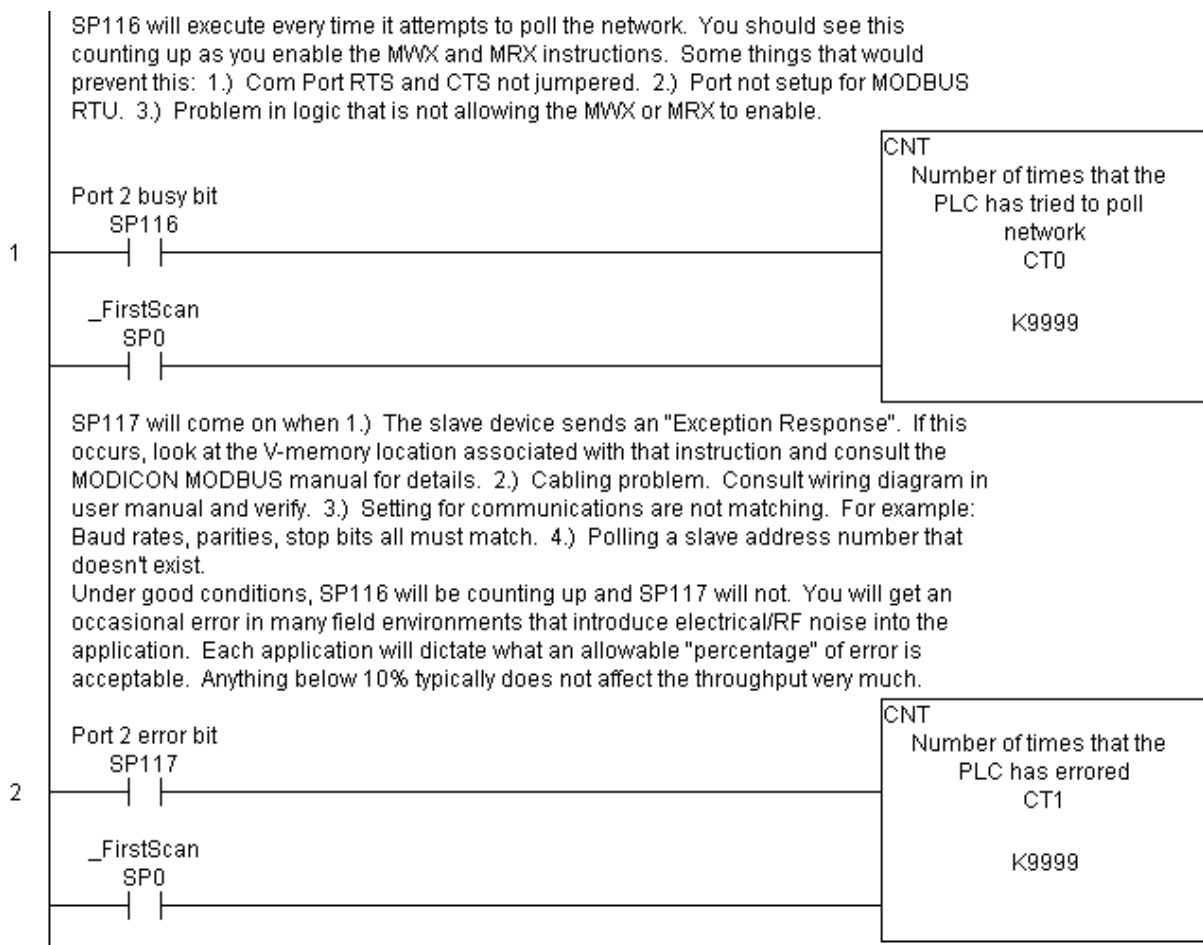 SP116 will execute every time it attempts to poll the network. You should see this
counting up as you enable the MWX and MRX instructions. Some things that would
prevent this: 1.) Com Port RTS and CTS not jumpered. 2.) Port not setup for MODBUS
RTU. 3.) Problem in logic that is not allowing the MWX or MRX to enable.
CNT
Number of times that the
PLC has tried to poll
network
CT0
K9999
Port 2 busy bit
SP116
1
_FirstScan
SP0
SP117 will come on when 1.) The slave device sends an "Exception Response". If this
occurs, look at the V-memory location associated with that instruction and consult the
MODICON MODBUS manual for details. 2.) Cabling problem. Consult wiring diagram in
user manual and verify. 3.) Setting for communications are not matching. For example:
Baud rates, parities, stop bits all must match. 4.) Polling a slave address number that
doesn't exist.
Under good conditions, SP116 will be counting up and SP117 will not. You will get an
occasional error in many field environments that introduce electrical/RF noise into the
application. Each application will dictate what an allowable "percentage" of error is
acceptable. Anything below 10% typically does not affect the throughput very much.
CNT
Number of times that the
PLC has errored
CT1
K9999
Port 2 error bit
SP117
2
_FirstScan
SP0